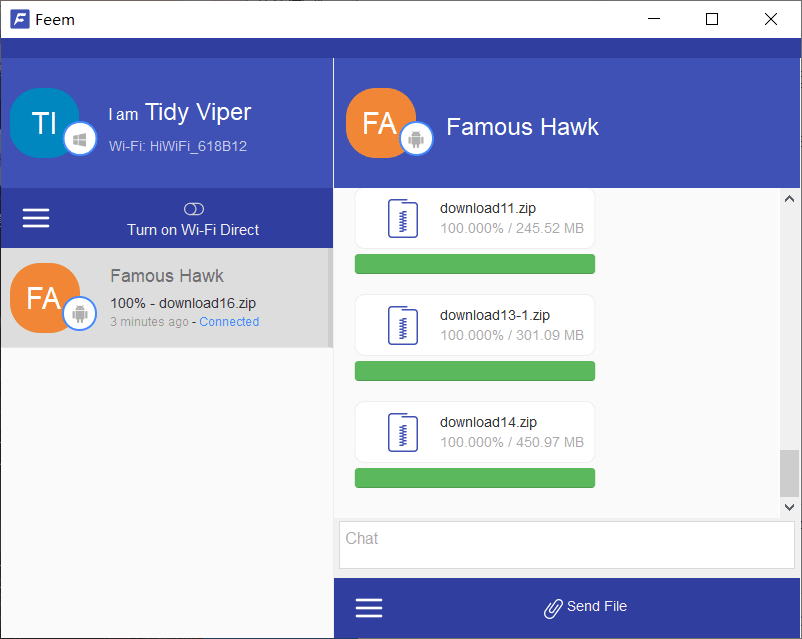 Feem
TI
I am Tidy Viper
Wi-Fi: HiWiFi_618B12
Turn on Wi-Fi Direct
FA
Famous Hawk
100% - download16.zip
3 minutes ago - Connected
FA
Famous Hawk
download11.zip
100.000% / 245.52 MB
download13-1.zip
100.000% / 301.09 MB
download14.zip
100.000% / 450.97 MB
Chat
Send File